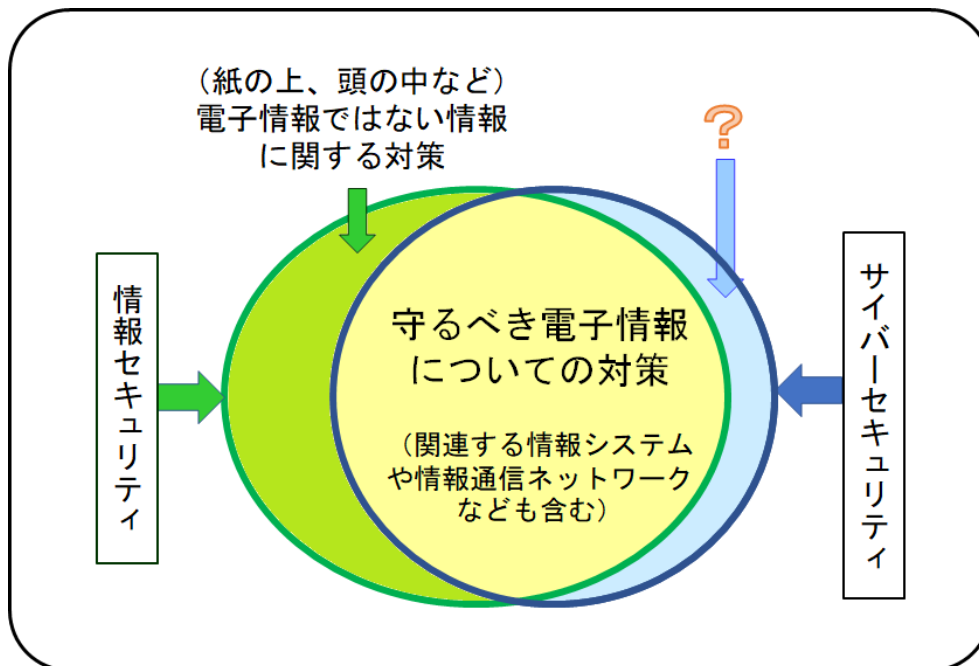 （紙の上、頭の中など）
電子情報ではない情報
に関する対策
?
情報セキュリティ
守るべき電子情報
についての対策
（関連する情報システム
や情報通信ネットワーク
なども含む）
サイバーセキュリティ